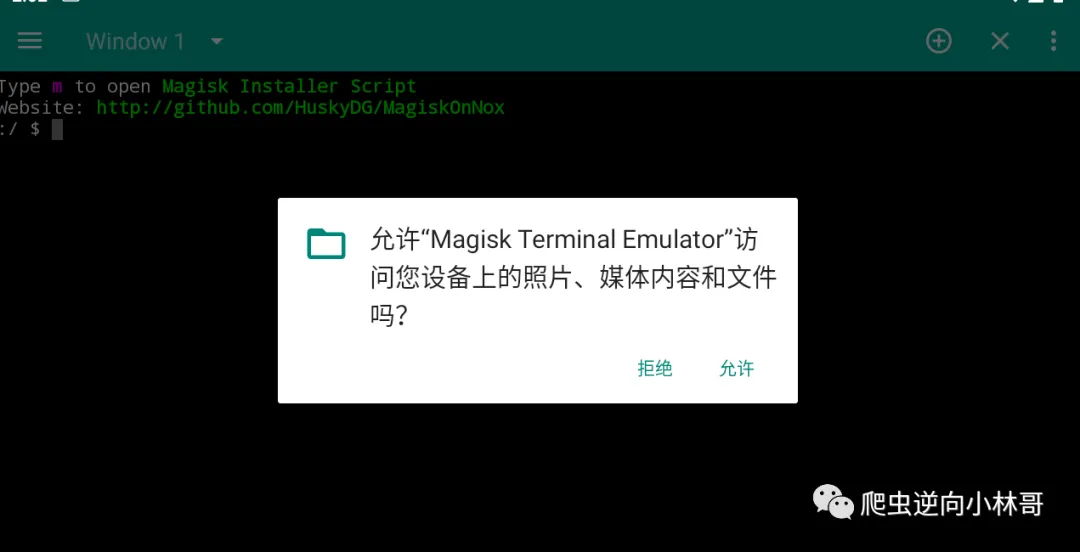 Window 1
Type m to open Magisk Installer Script
Website: http://github.com/HuskyDG/MagiskOnNox
:/ $
允许“Magisk Terminal Emulator”访
问您设备上的照片、媒体内容和文件
吗？
拒绝 允许
爬虫逆向小林哥